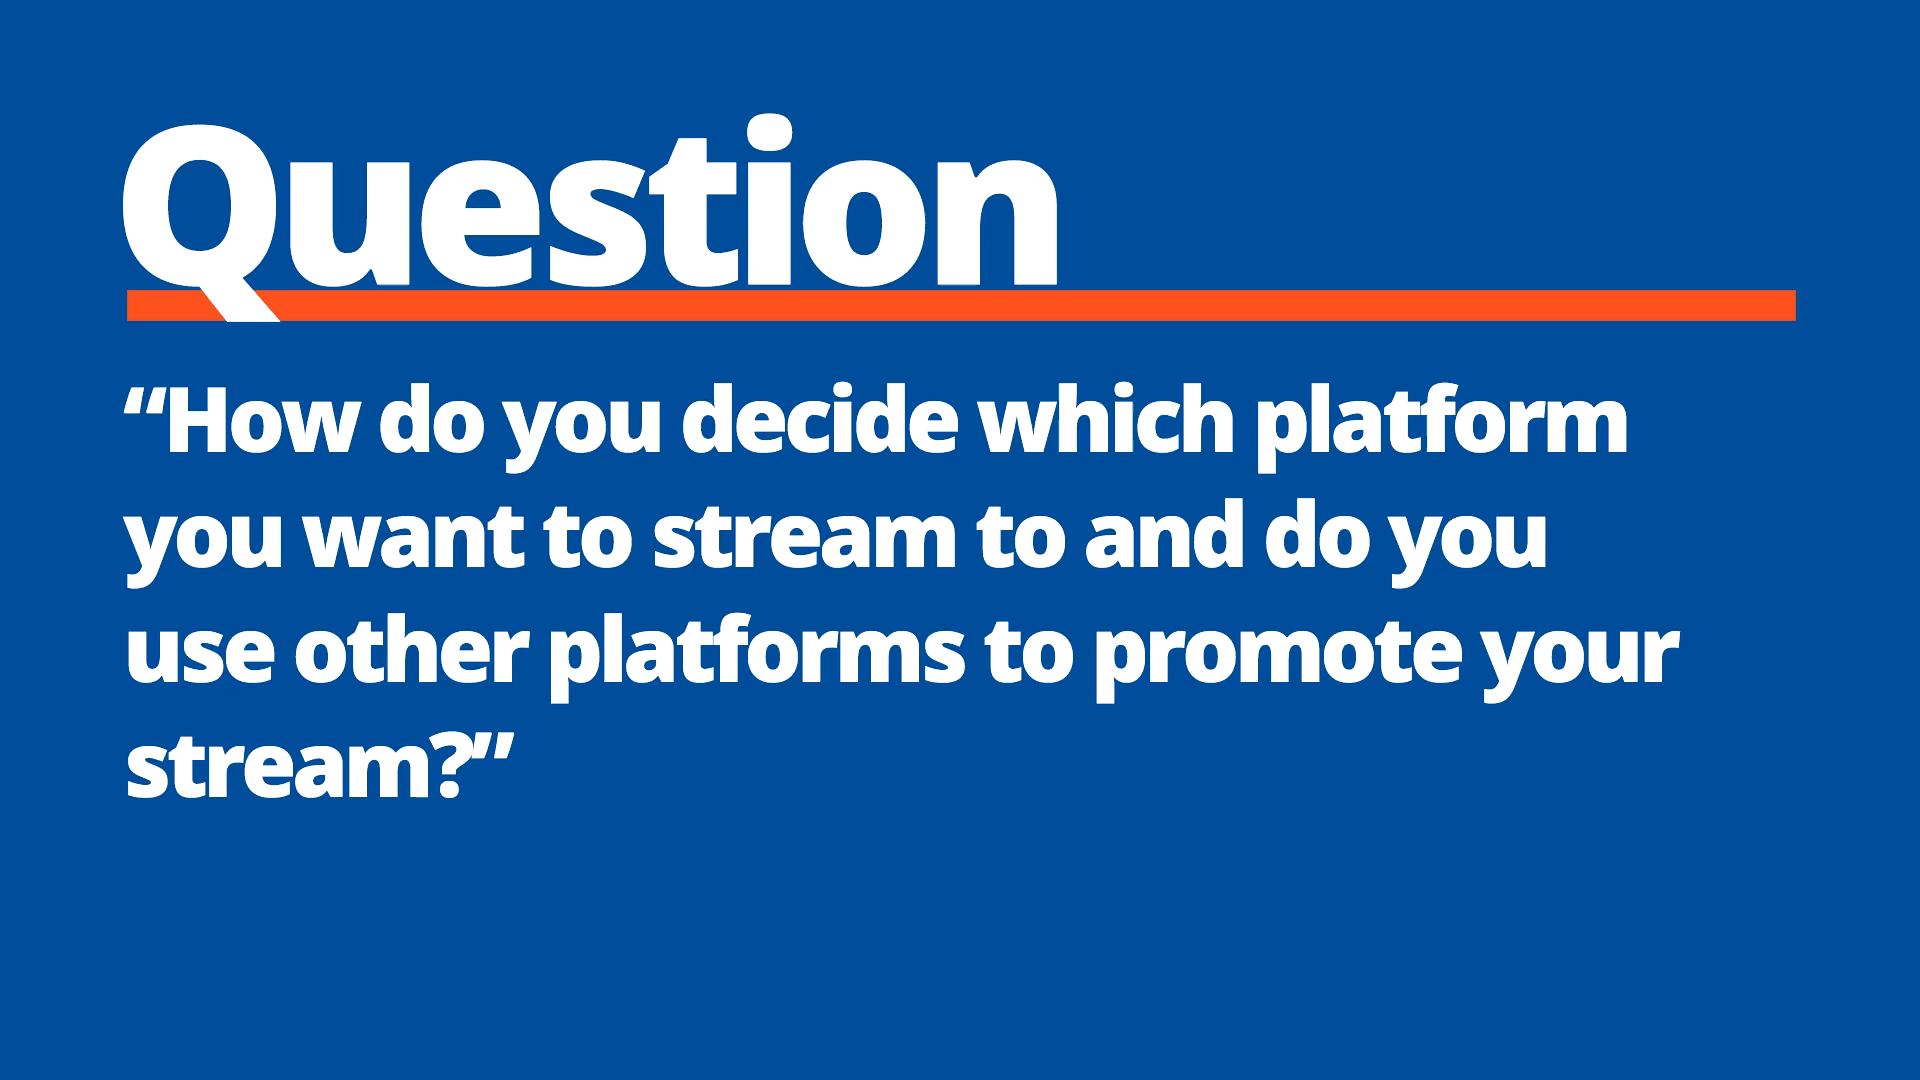 Question
“How do you decide which platform
you want to stream to and do you
use other platforms to promote your
stream?”